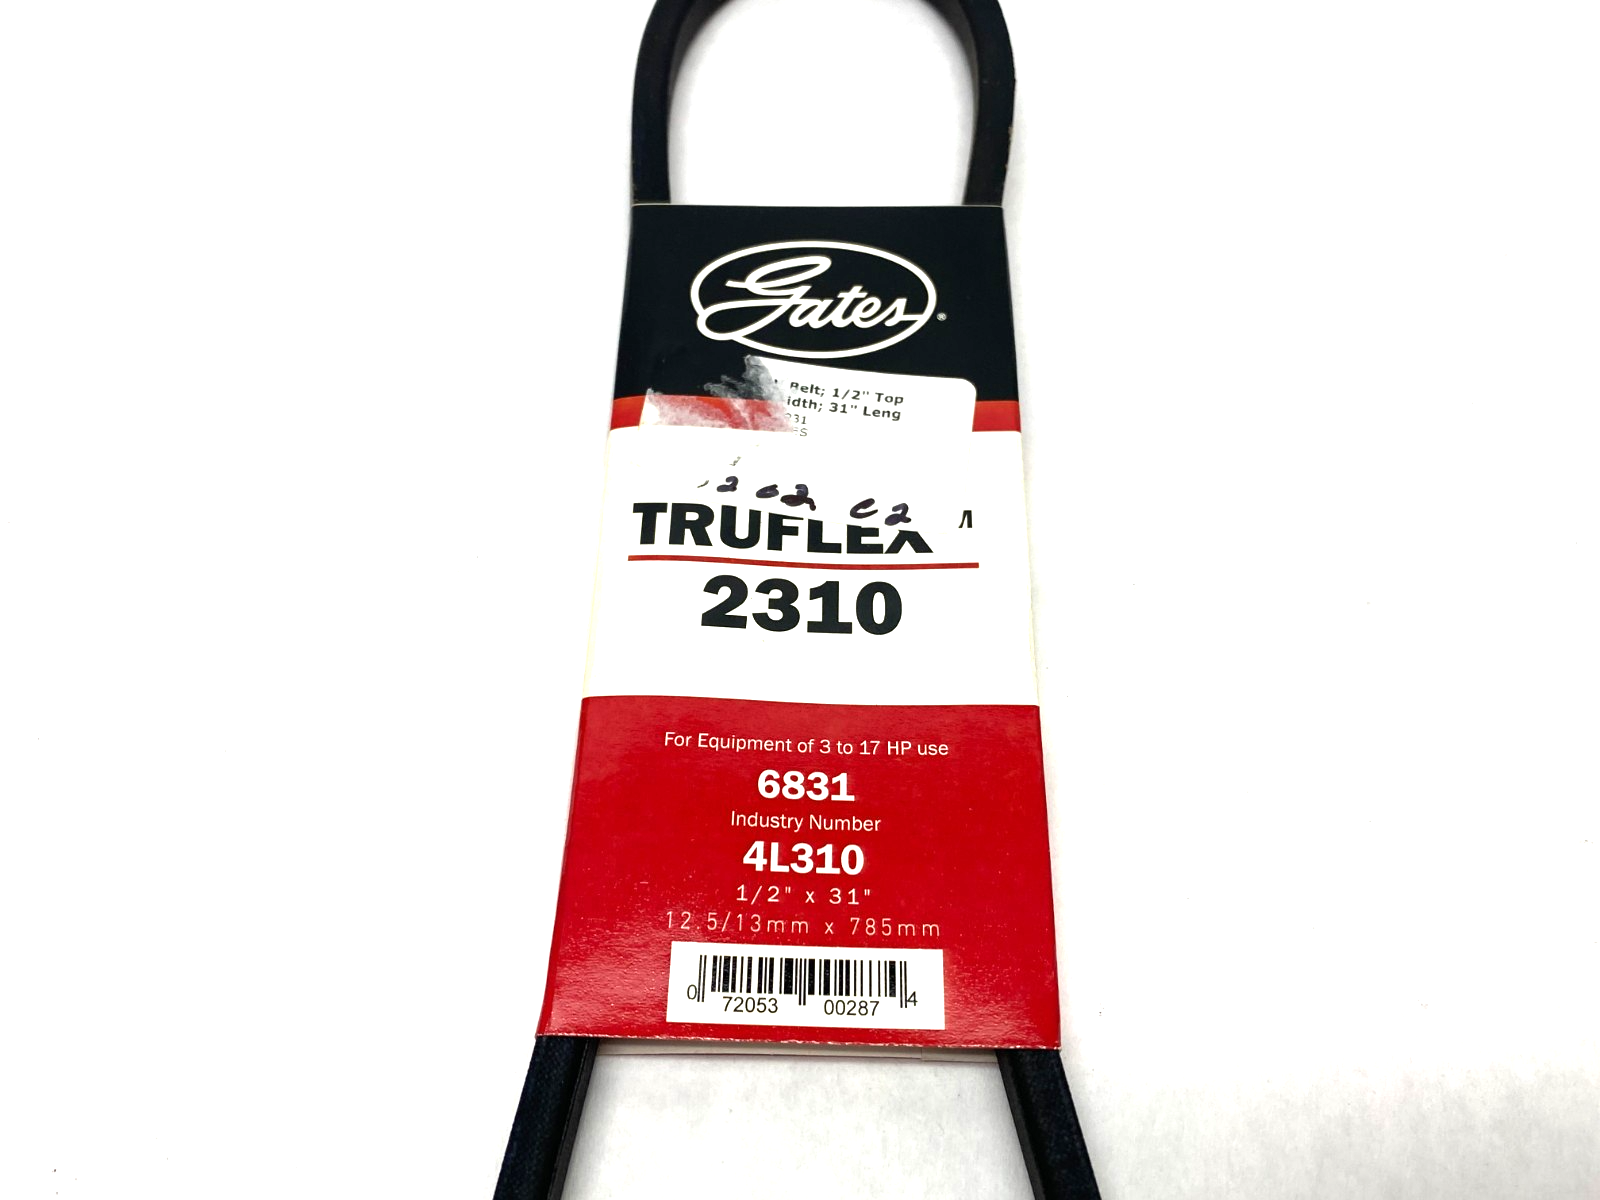 Gates®
Belt; 1/2" Top
31" Leng
TRUFLEX
2310
For Equipment of 3 to 17 HP use
6831
Industry Number
4L310
1/2" x 31"
12.5/13mm x 785mm
0 72053 00287 4